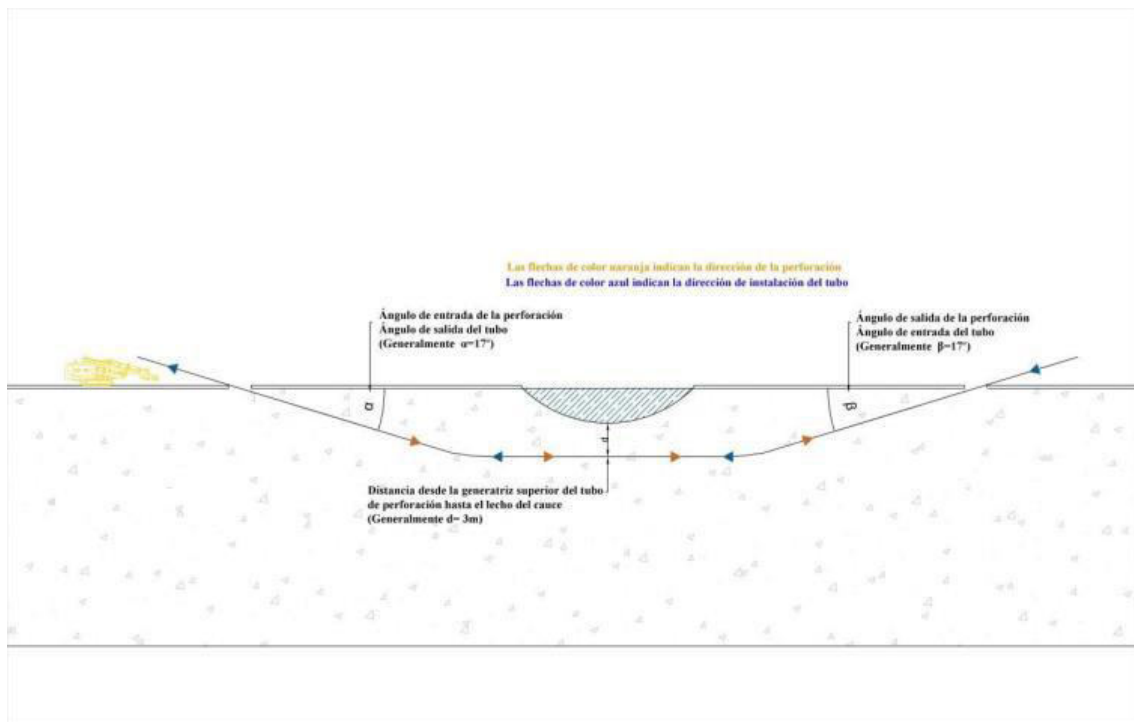 Las flechas de color naranja indican la dirección de la perforación
Las flechas de color azul indican la dirección de instalación del tubo
Ángulo de entrada de la perforación
Ángulo de salida del tubo
(Generalmente α=17º)
Ángulo de salida de la perforación
Ángulo de entrada del tubo
(Generalmente β=17º)
α
β
d
Distancia desde la generatriz superior del tubo
de perforación hasta el lecho del cauce
(Generalmente d= 3m)